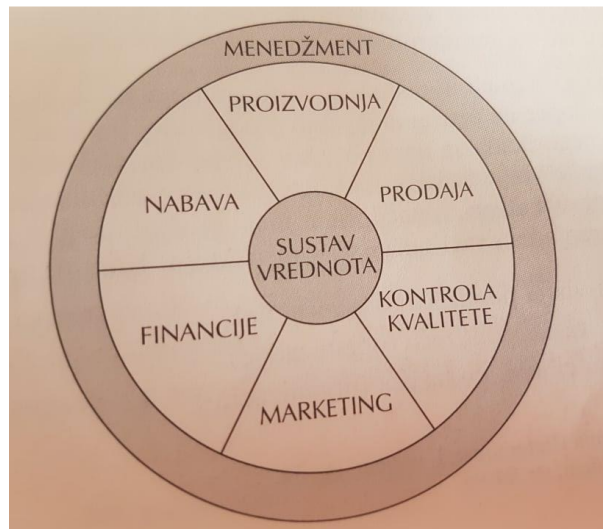 MENEDŽMENT
PROIZVODNJA
NABAVA
PRODAJA
SUSTAV
VREDNOTA
KONTROLA
KVALITETE
FINANCIJE
MARKETING